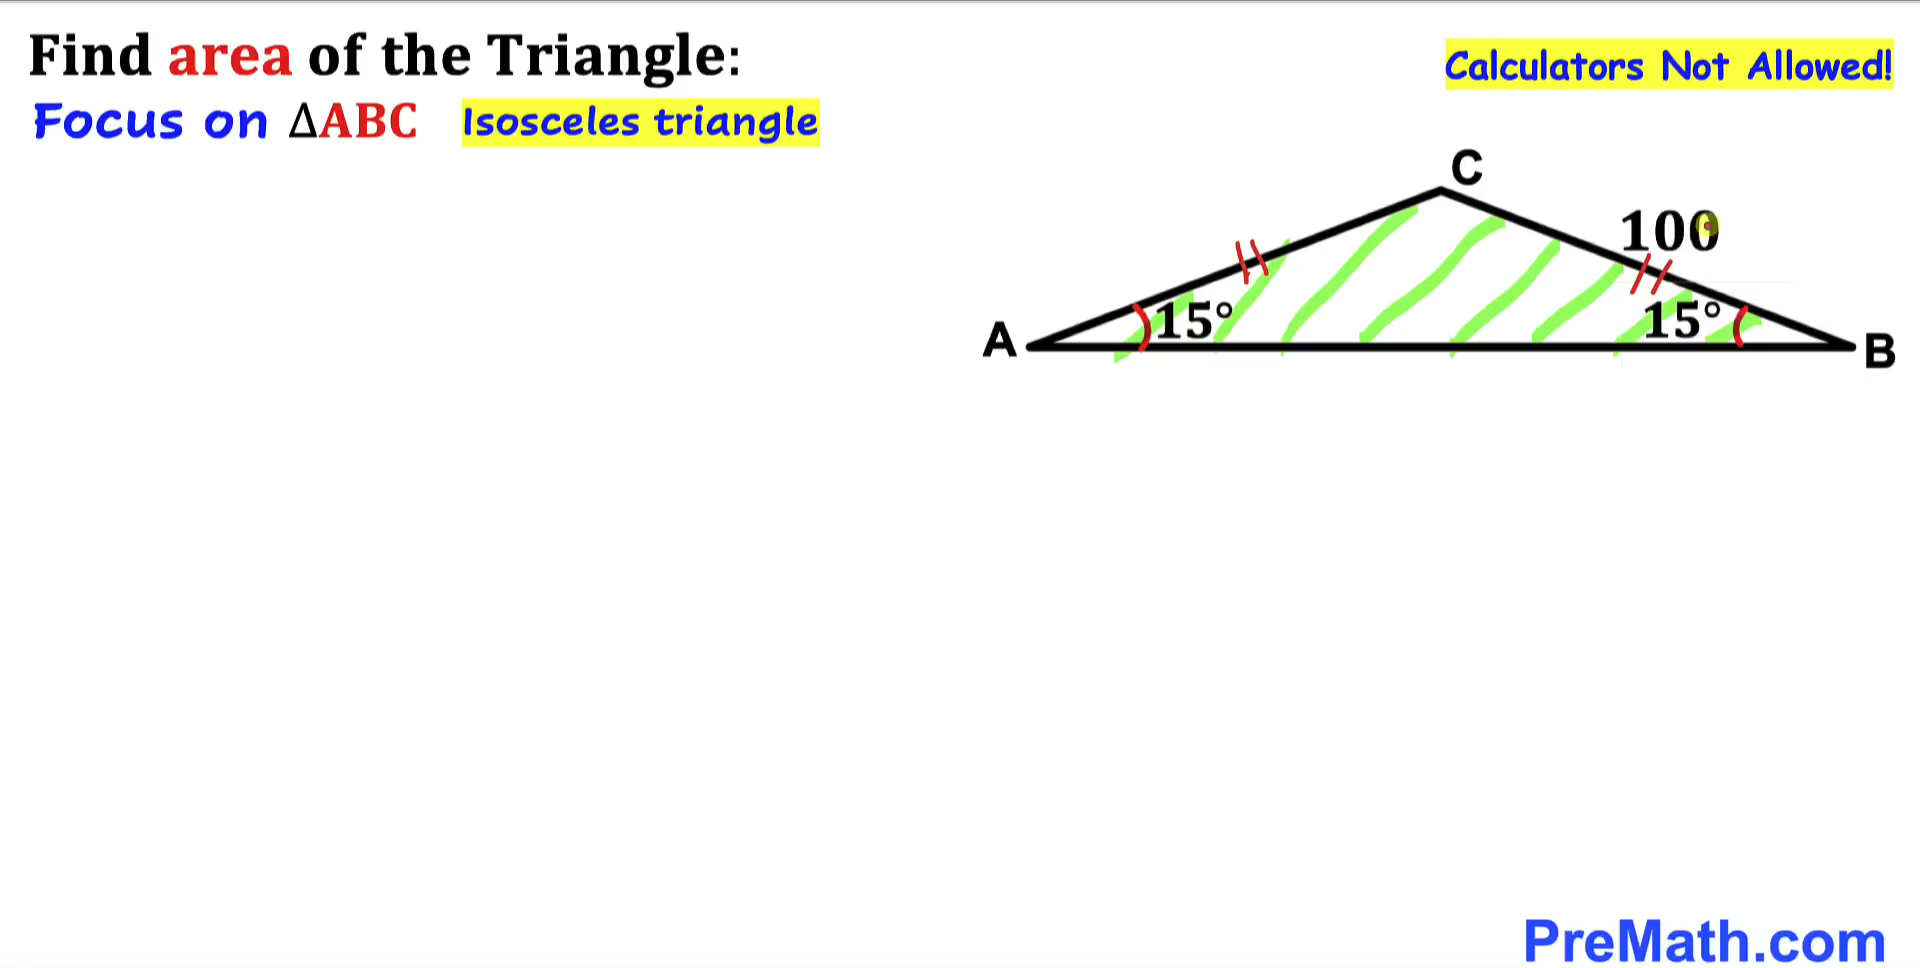 Find area of the Triangle:
Calculators Not Allowed!
Focus on ΔABC Isosceles triangle
C
100
15° 15°
A B
PreMath.com